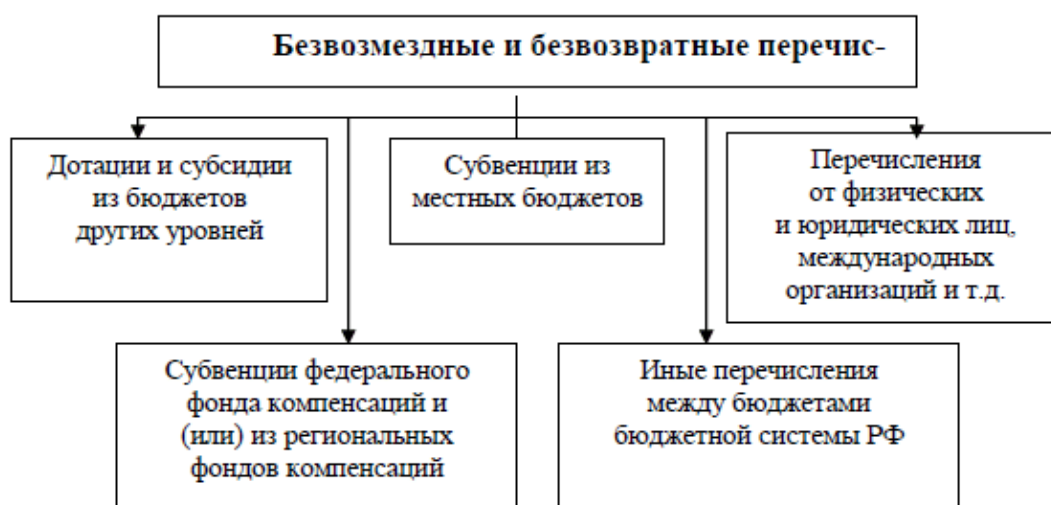 Безвозмездные и безвозвратные перечис-
Дотации и субсидии
из бюджетов
других уровней
Субвенции из
местных бюджетов
Перечисления
от физических
и юридических лиц,
международных
организаций и т.д.
Субвенции федерального
фонда компенсаций и
(или) из региональных
фондов компенсаций
Иные перечисления
между бюджетами
бюджетной системы РФ